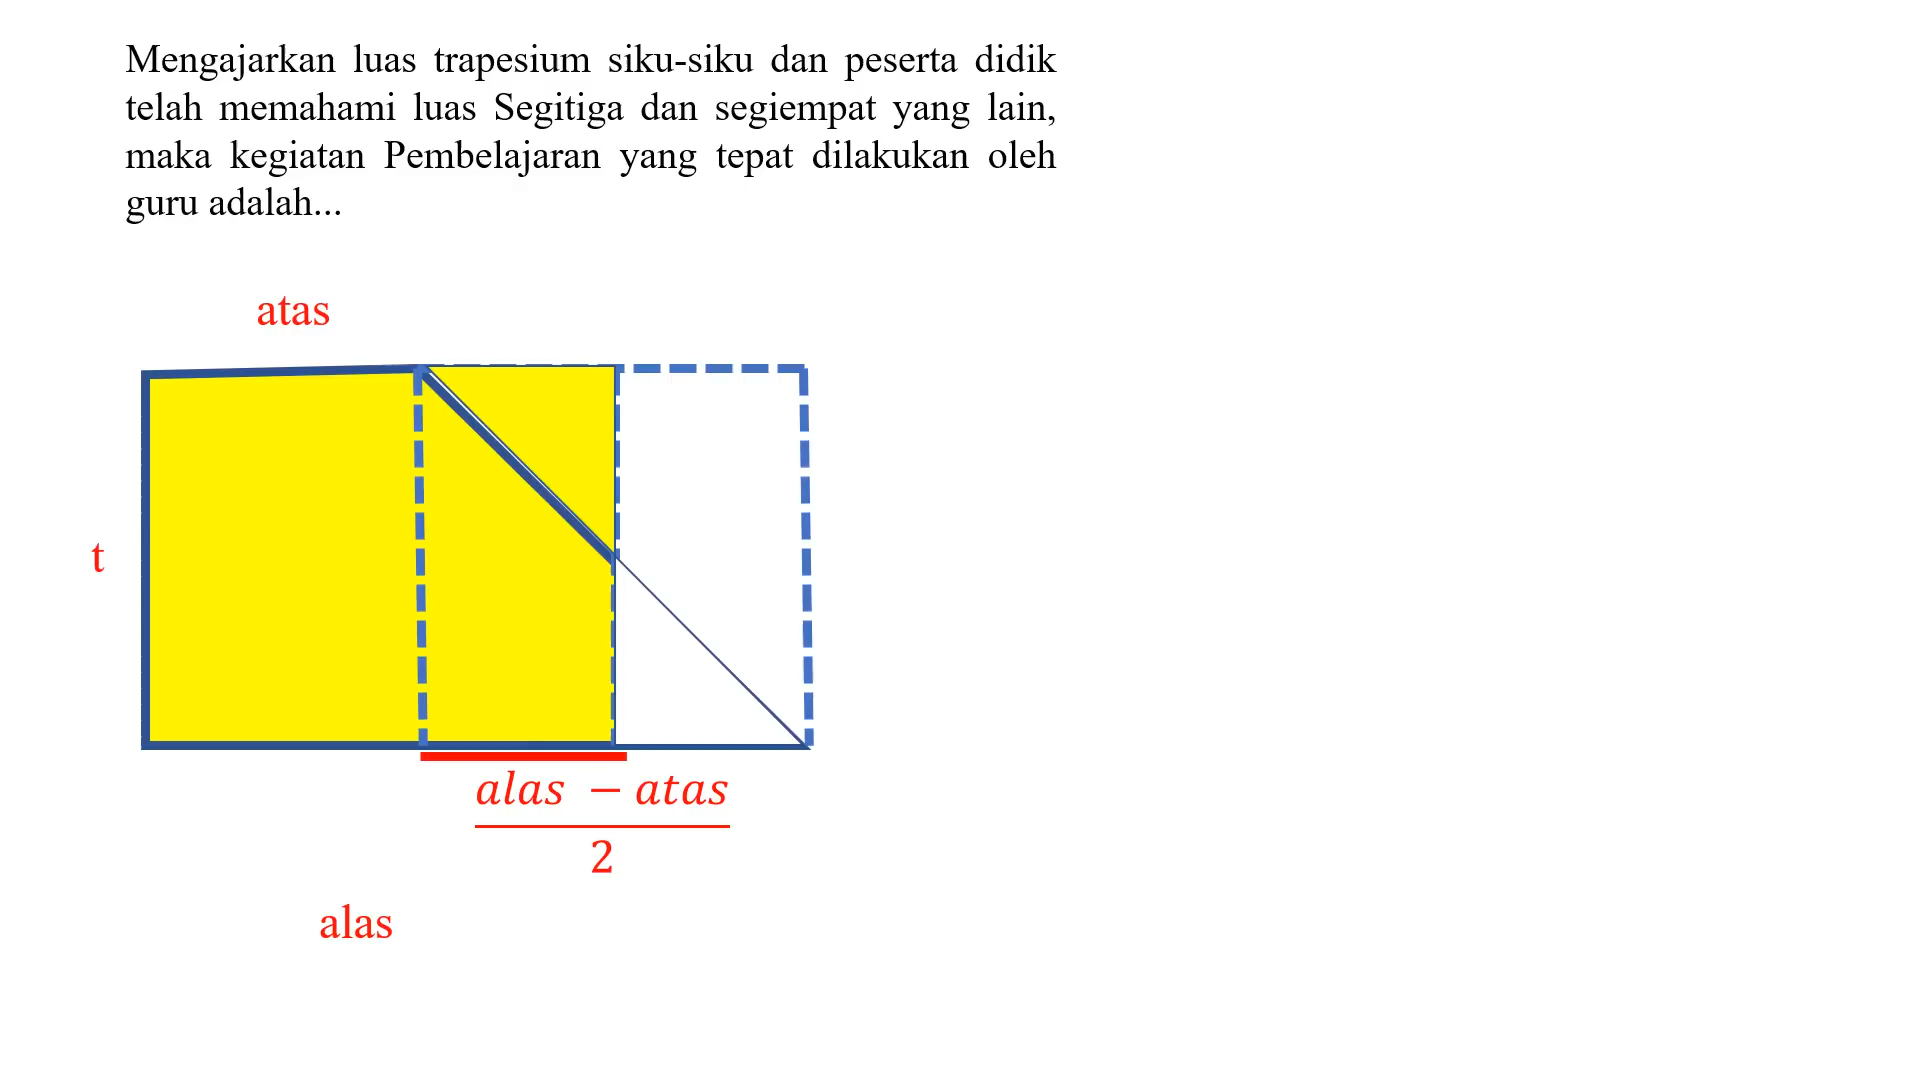 Mengajarkan luas trapesium siku-siku dan peserta didik
telah memahami luas Segitiga dan segiempat yang lain,
maka kegiatan Pembelajaran yang tepat dilakukan oleh
guru adalah...
atas
t
alas − atas
2
alas